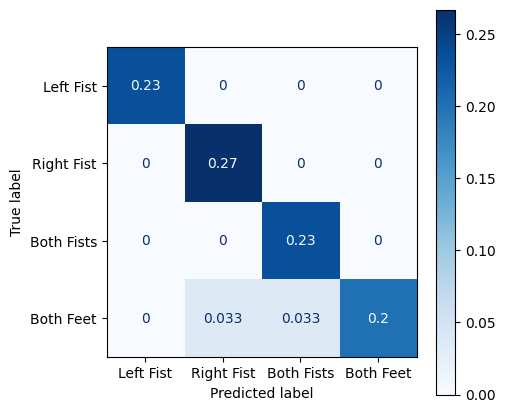 Left Fist 0.23 0 0 0
Right Fist 0 0.27 0 0
Both Fists 0 0 0.23 0
Both Feet 0 0.033 0.033 0.2
Left Fist Right Fist Both Fists Both Feet
Predicted label
True label
0.25
0.20
0.15
0.10
0.05
0.00